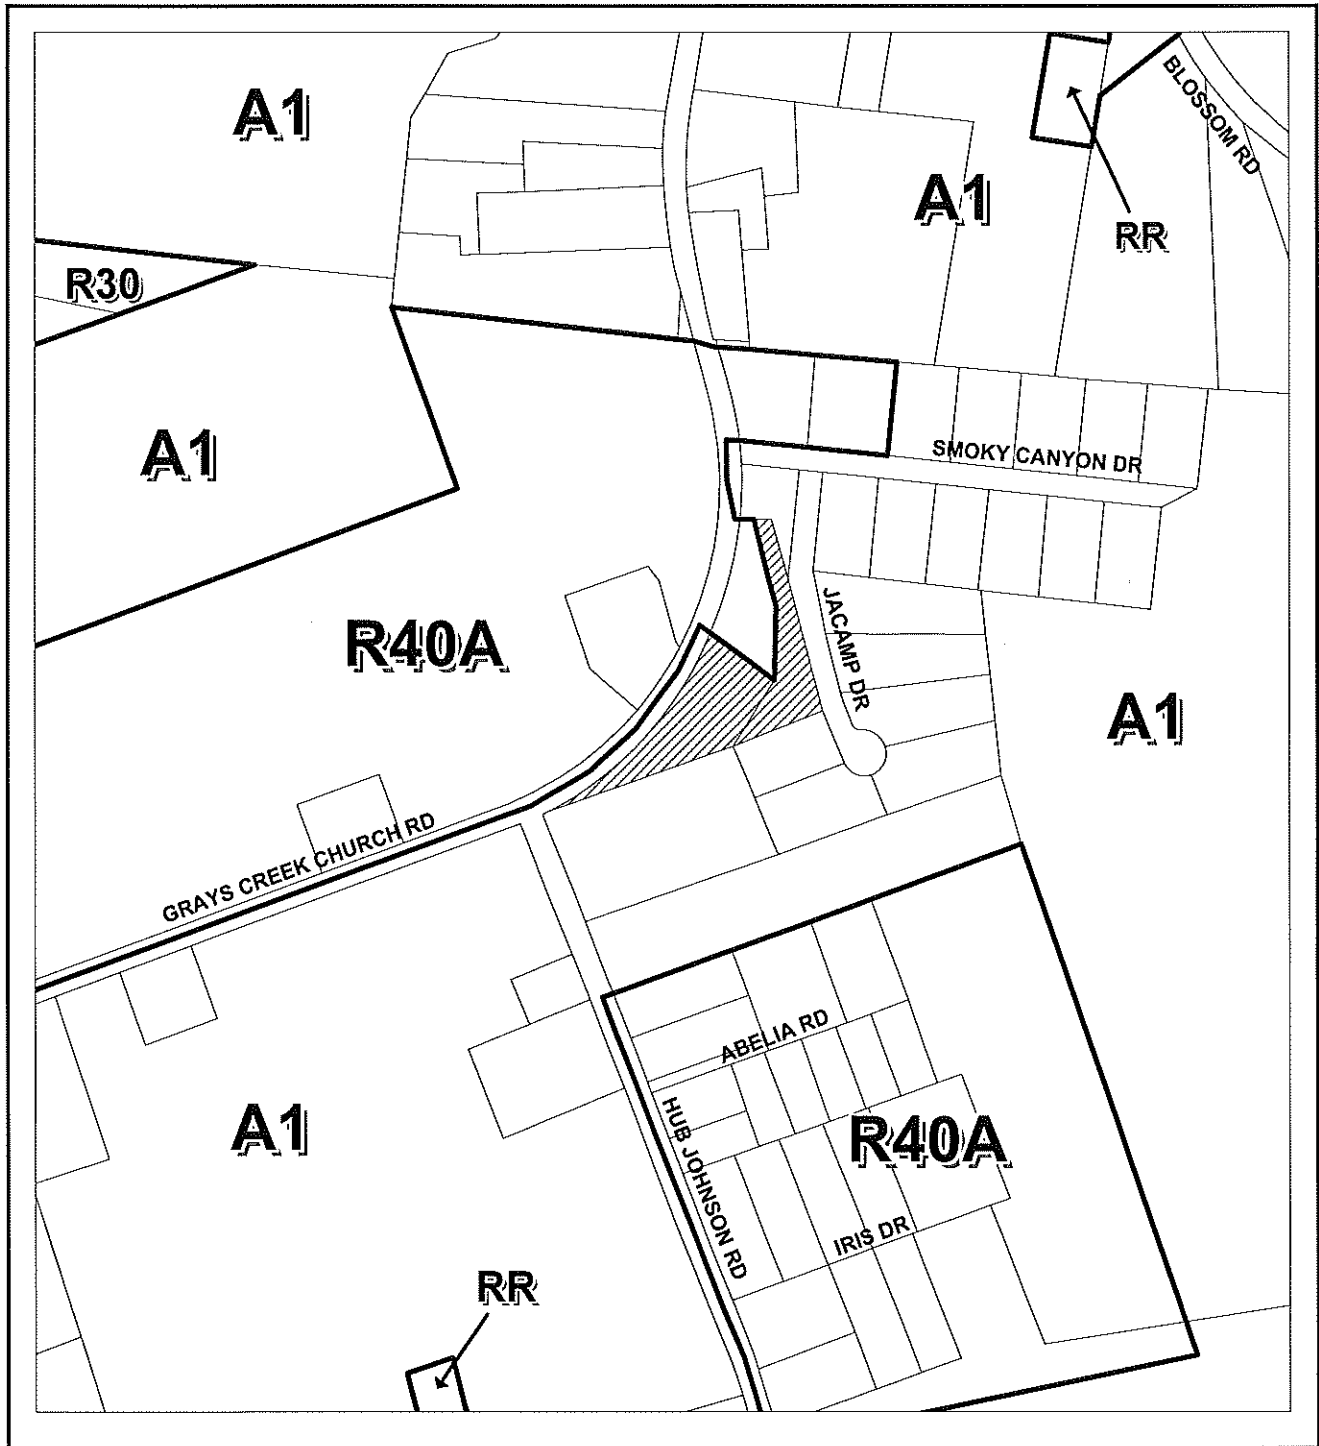 A1
BLOSSOM RD
A1
RR
R30
A1
SMOKY CANYON DR
R40A
JACAMP DR
A1
GRAYS CREEK CHURCH RD
ABELIA RD
HUB JOHNSON RD
A1
R40A
IRIS DR
RR